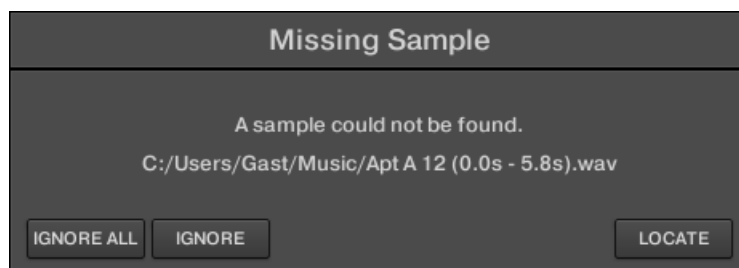 Missing Sample
A sample could not be found.
C:/Users/Gast/Music/Apt A 12 (0.0s - 5.8s).wav
IGNORE ALL IGNORE LOCATE